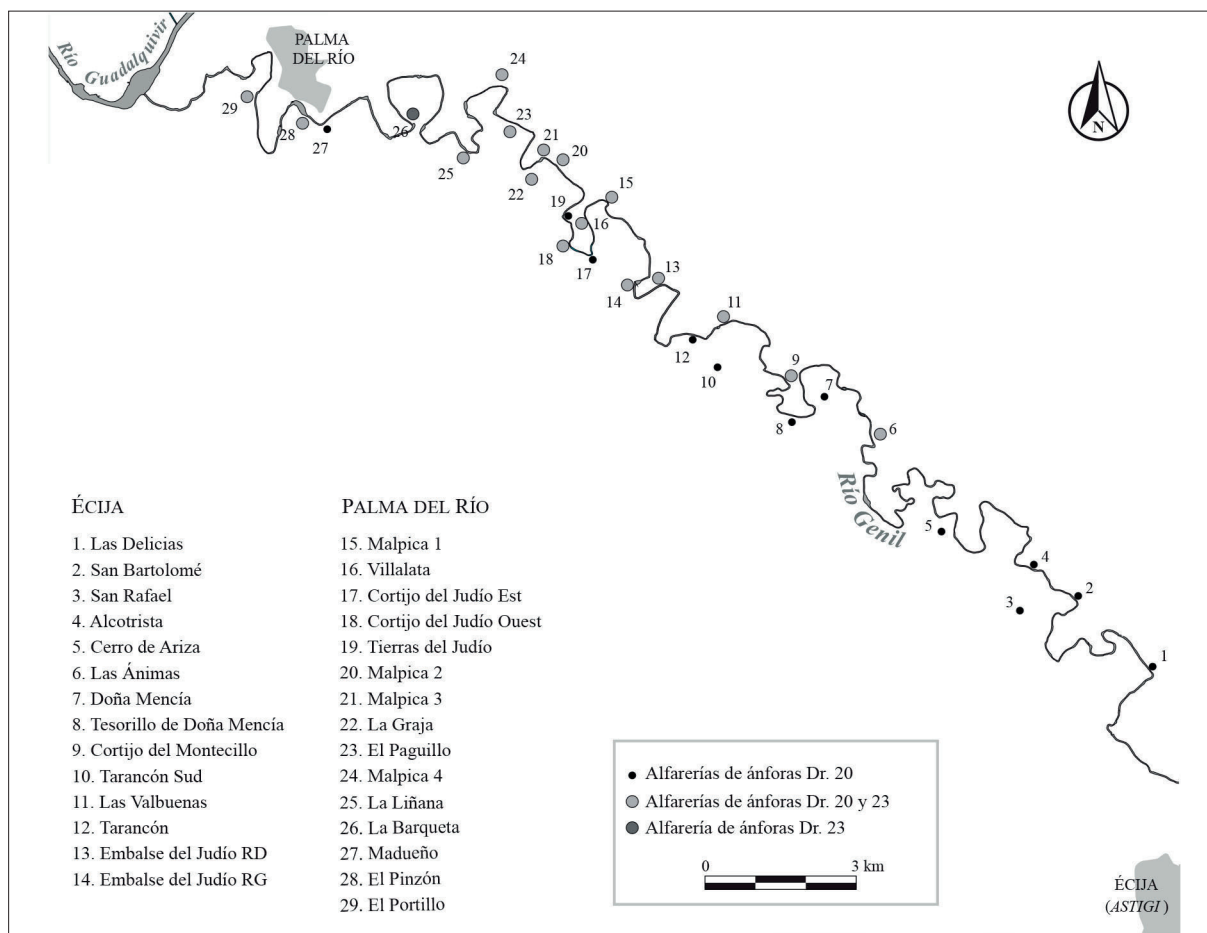 Río Guadalquivir
PALMA
DEL RÍO
24
29
28
27
26
23
25
21
20
22
15
19
16
18
17
13
14
11
12
10
9
7
8
6
Río Genil
5
4
3
2
1
N
ÉCIJA
1. Las Delicias
2. San Bartolomé
3. San Rafael
4. Alcotrista
5. Cerro de Ariza
6. Las Ánimas
7. Doña Mencía
8. Tesorillo de Doña Mencía
9. Cortijo del Montecillo
10. Tarancón Sud
11. Las Valbuenas
12. Tarancón
13. Embalse del Judío RD
14. Embalse del Judío RG
PALMA DEL RÍO
15. Malpica 1
16. Villalata
17. Cortijo del Judío Est
18. Cortijo del Judío Ouest
19. Tierras del Judío
20. Malpica 2
21. Malpica 3
22. La Graja
23. El Paguillo
24. Malpica 4
25. La Liñana
26. La Barqueta
27. Madueño
28. El Pinzón
29. El Portillo
Alfarerías de ánforas Dr. 20
Alfarerías de ánforas Dr. 20 y 23
Alfarería de ánforas Dr. 23
0 3 km
ÉCIJA
(ASTIGI )